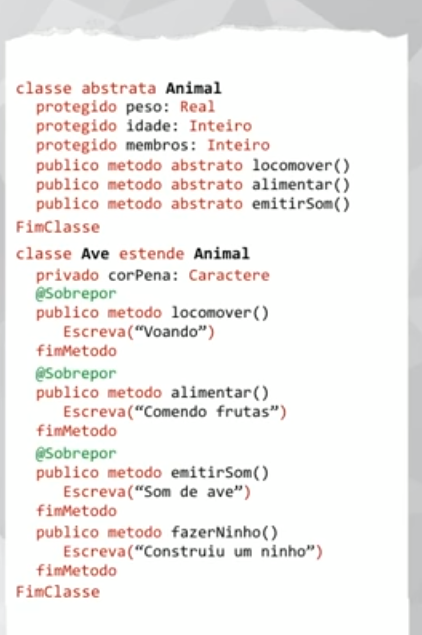 classe abstrata Animal
protegido peso: Real
protegido idade: Inteiro
protegido membros: Inteiro
publico metodo abstrato locomover()
publico metodo abstrato alimentar()
publico metodo abstrato emitirSom()
FimClasse
classe Ave estende Animal
privado corPena: Caractere
@Sobrepor
publico metodo locomover()
Escreva(“Voando”)
fimMetodo
@Sobrepor
publico metodo alimentar()
Escreva(“Comendo frutas”)
fimMetodo
@Sobrepor
publico metodo emitirSom()
Escreva(“Som de ave”)
fimMetodo
publico metodo fazerNinho()
Escreva(“Construiu um ninho”)
fimMetodo
FimClasse